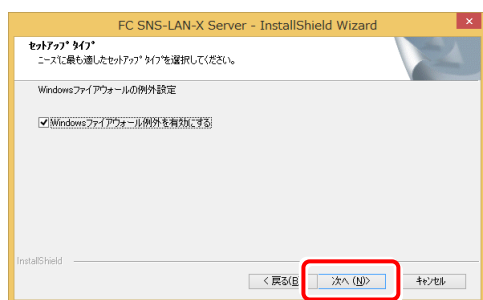 FC SNS-LAN-X Server - InstallShield Wizard
セットアップ タイプ
ニーズに最も適したセットアップ タイプを選択してください。
Windowsファイアウォールの例外設定
Windowsファイアウォール例外を有効にする
InstallShield
< 戻る(B
次へ (N)>
キャンセル